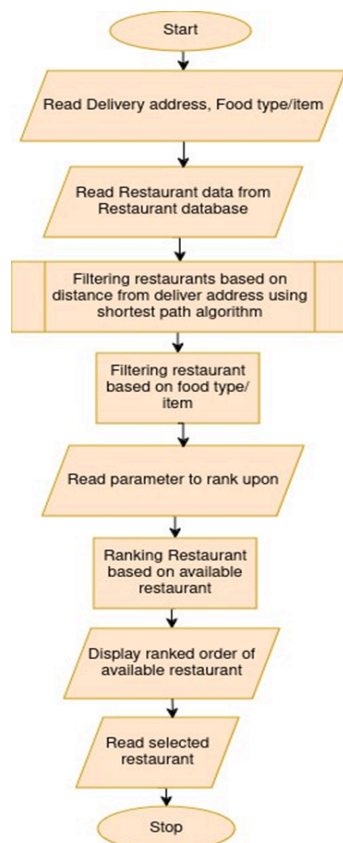 Start
Read Delivery address, Food type/item
Read Restaurant data from
Restaurant database
Filtering restaurants based on
distance from deliver address using
shortest path algorithm
Filtering restaurant
based on food type/
item
Read parameter to rank upon
Ranking Restaurant
based on available
restaurant
Display ranked order of
available restaurant
Read selected
restaurant
Stop